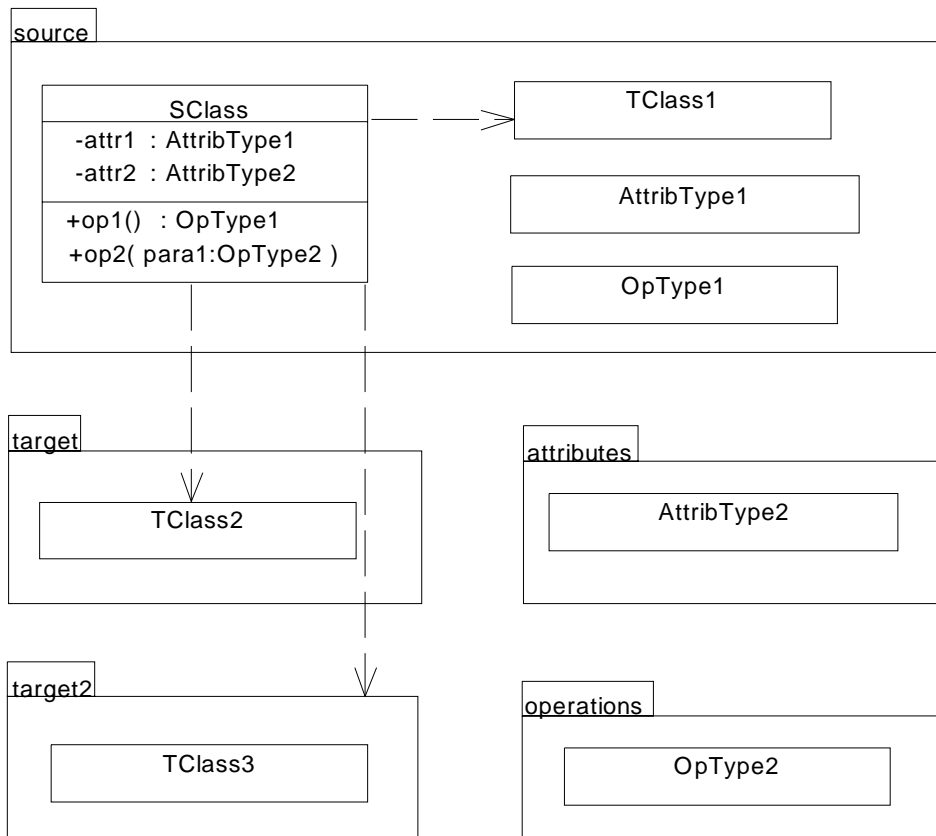 source
SClass
-attr1 : AttribType1
-attr2 : AttribType2
+op1() : OpType1
+op2( para1:OpType2 )
TClass1
AttribType1
OpType1
target
TClass2
attributes
AttribType2
target2
TClass3
operations
OpType2